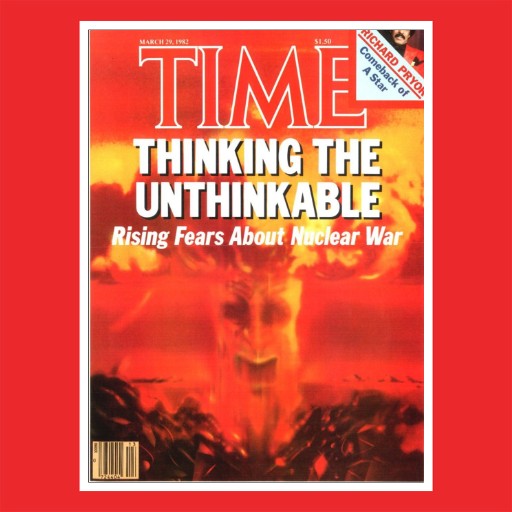 MARCH 29, 1982
$1.50
TIME
RICHARD PRYOR
Comeback of
A Star
THINKING THE
UNTHINKABLE
Rising Fears About Nuclear War